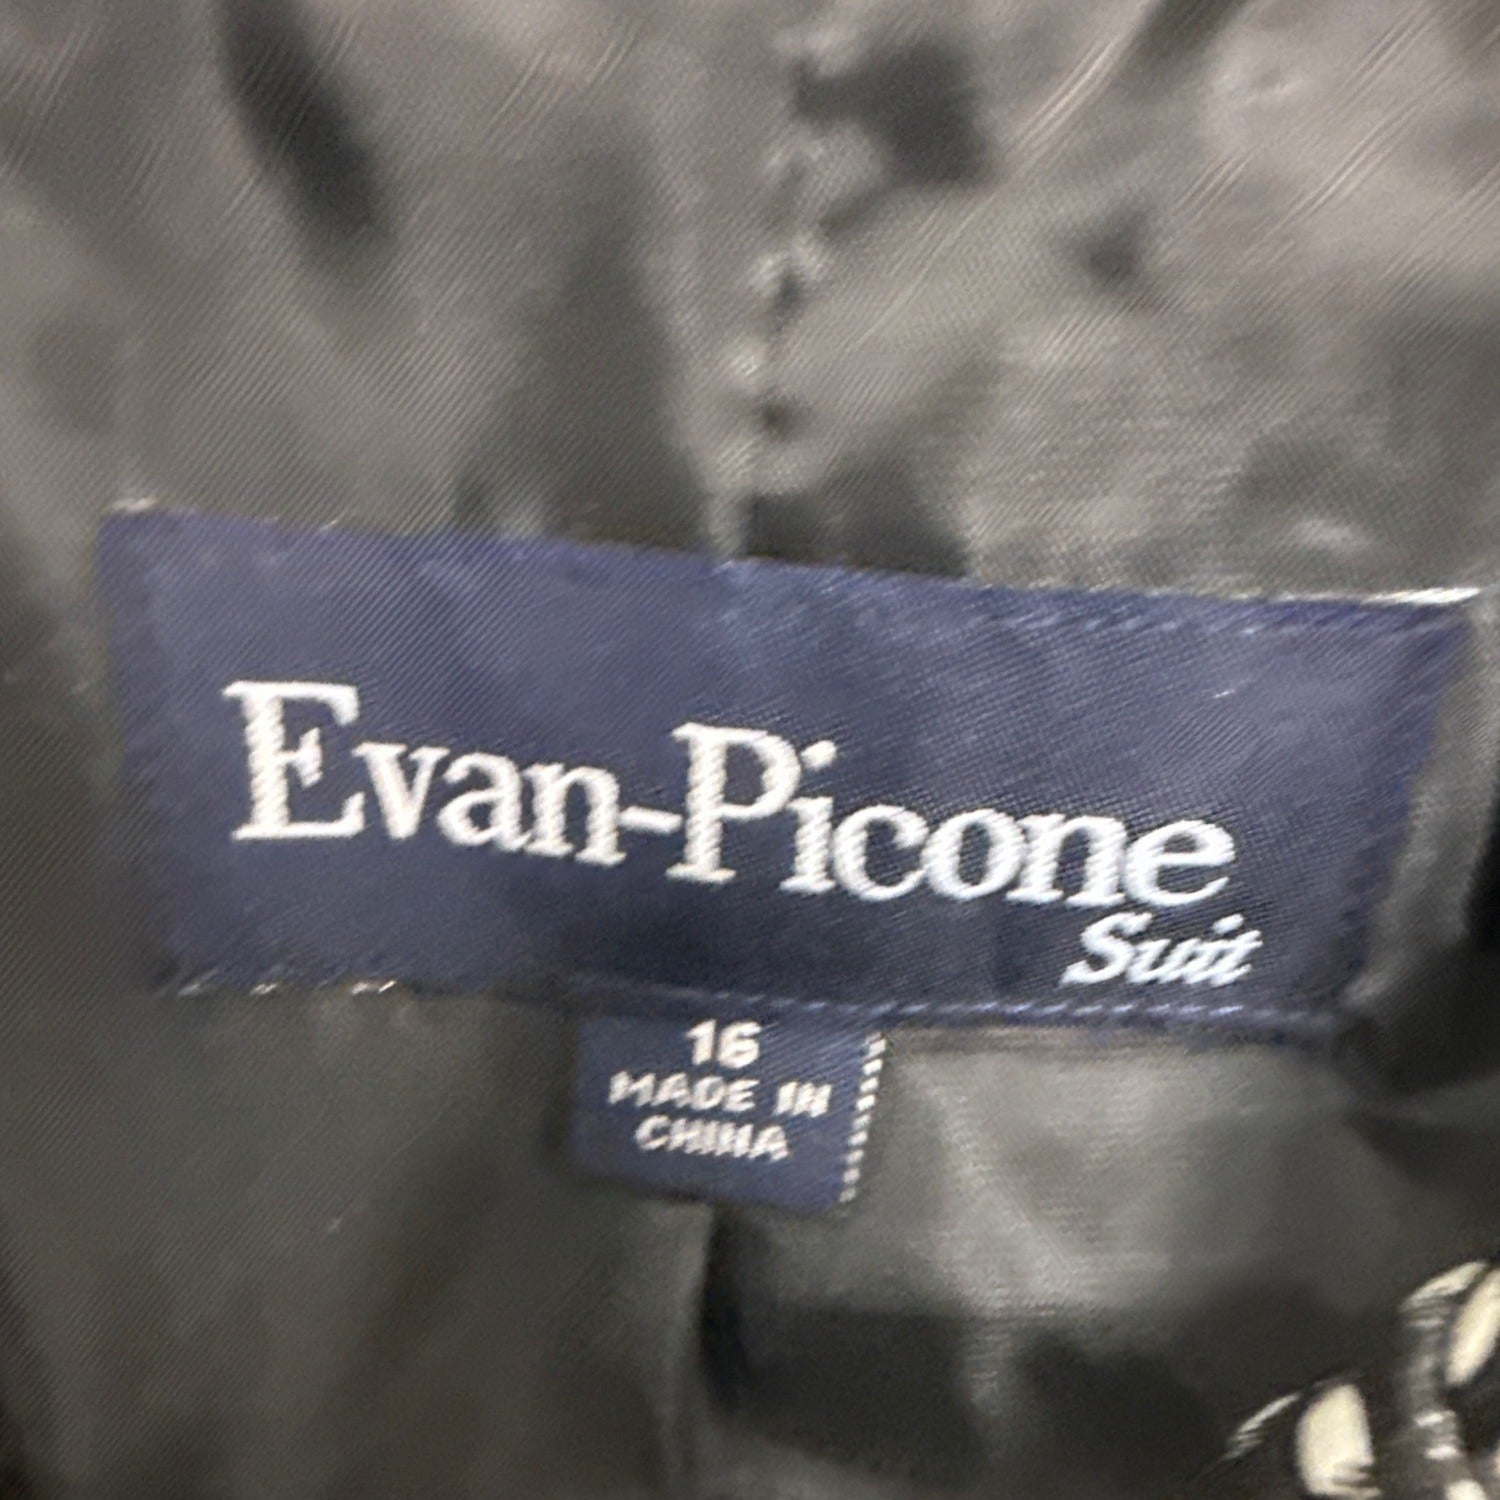 Evan-Picone
Suit
16
MADE IN
CHINA